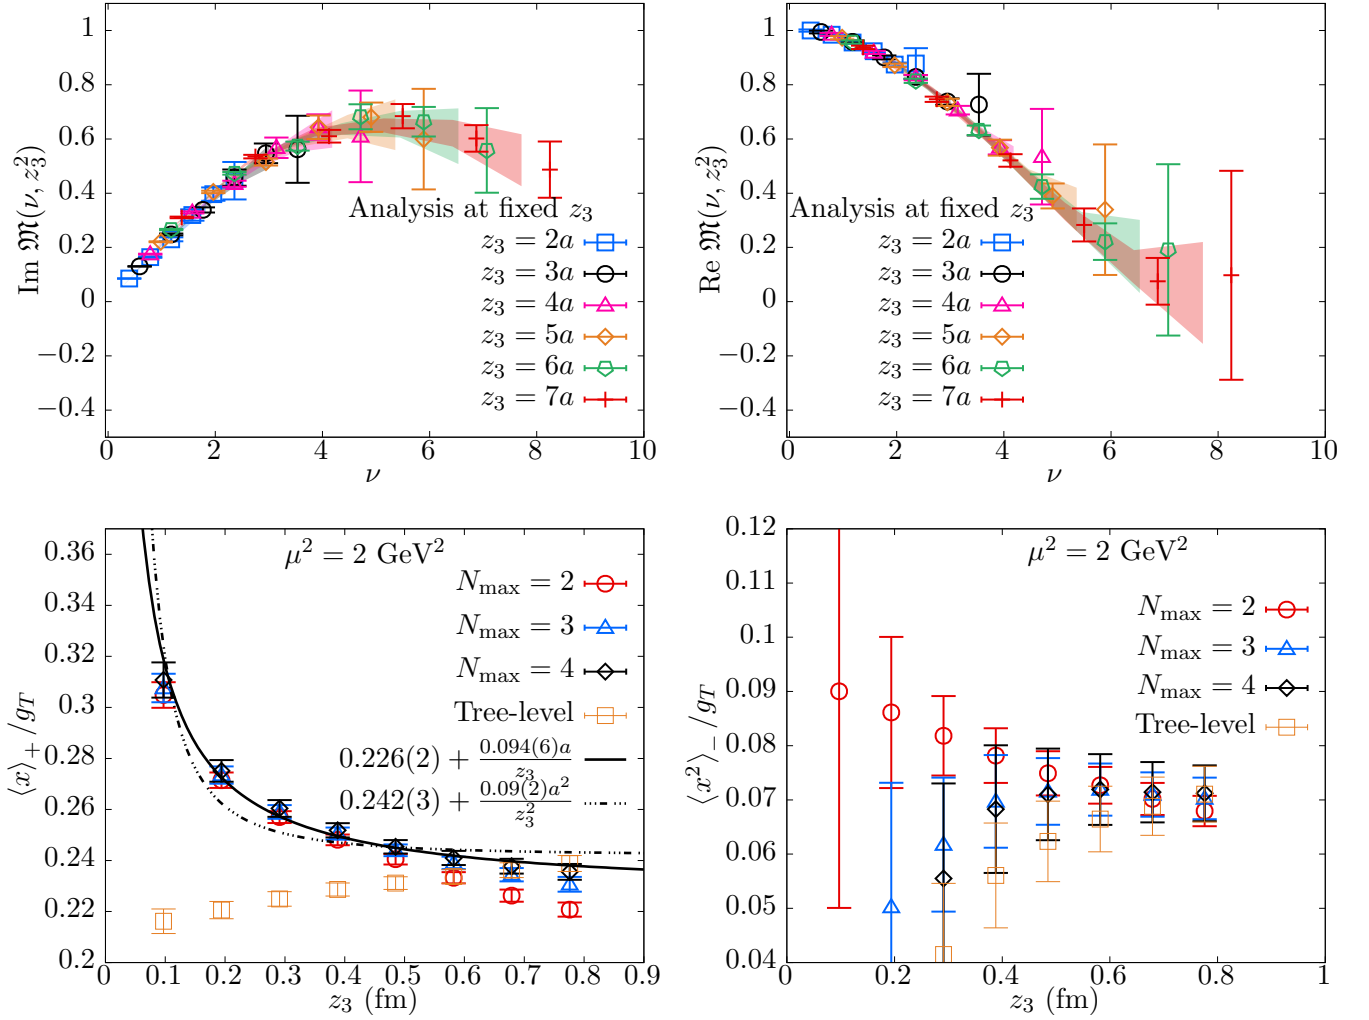 Im 𝔐(ν, z₃²)
1
0.8
0.6
0.4
0.2
0
−0.2
−0.4
Analysis at fixed z₃
z₃ = 2a
z₃ = 3a
z₃ = 4a
z₃ = 5a
z₃ = 6a
z₃ = 7a
0 2 4 6 8 10
ν
Re 𝔐(ν, z₃²)
1
0.8
0.6
0.4
0.2
0
−0.2
−0.4
Analysis at fixed z₃
z₃ = 2a
z₃ = 3a
z₃ = 4a
z₃ = 5a
z₃ = 6a
z₃ = 7a
0 2 4 6 8 10
ν
⟨x⟩₊/g_T
0.36
0.34
0.32
0.3
0.28
0.26
0.24
0.22
0.2
μ² = 2 GeV²
N_max = 2
N_max = 3
N_max = 4
Tree-level
0.226(2) + 0.094(6)a/z₃
0.242(3) + 0.09(2)a²/z₃²
0 0.1 0.2 0.3 0.4 0.5 0.6 0.7 0.8 0.9
z₃ (fm)
⟨x²⟩₋/g_T
0.12
0.11
0.1
0.09
0.08
0.07
0.06
0.05
0.04
μ² = 2 GeV²
N_max = 2
N_max = 3
N_max = 4
Tree-level
0 0.2 0.4 0.6 0.8 1
z₃ (fm)